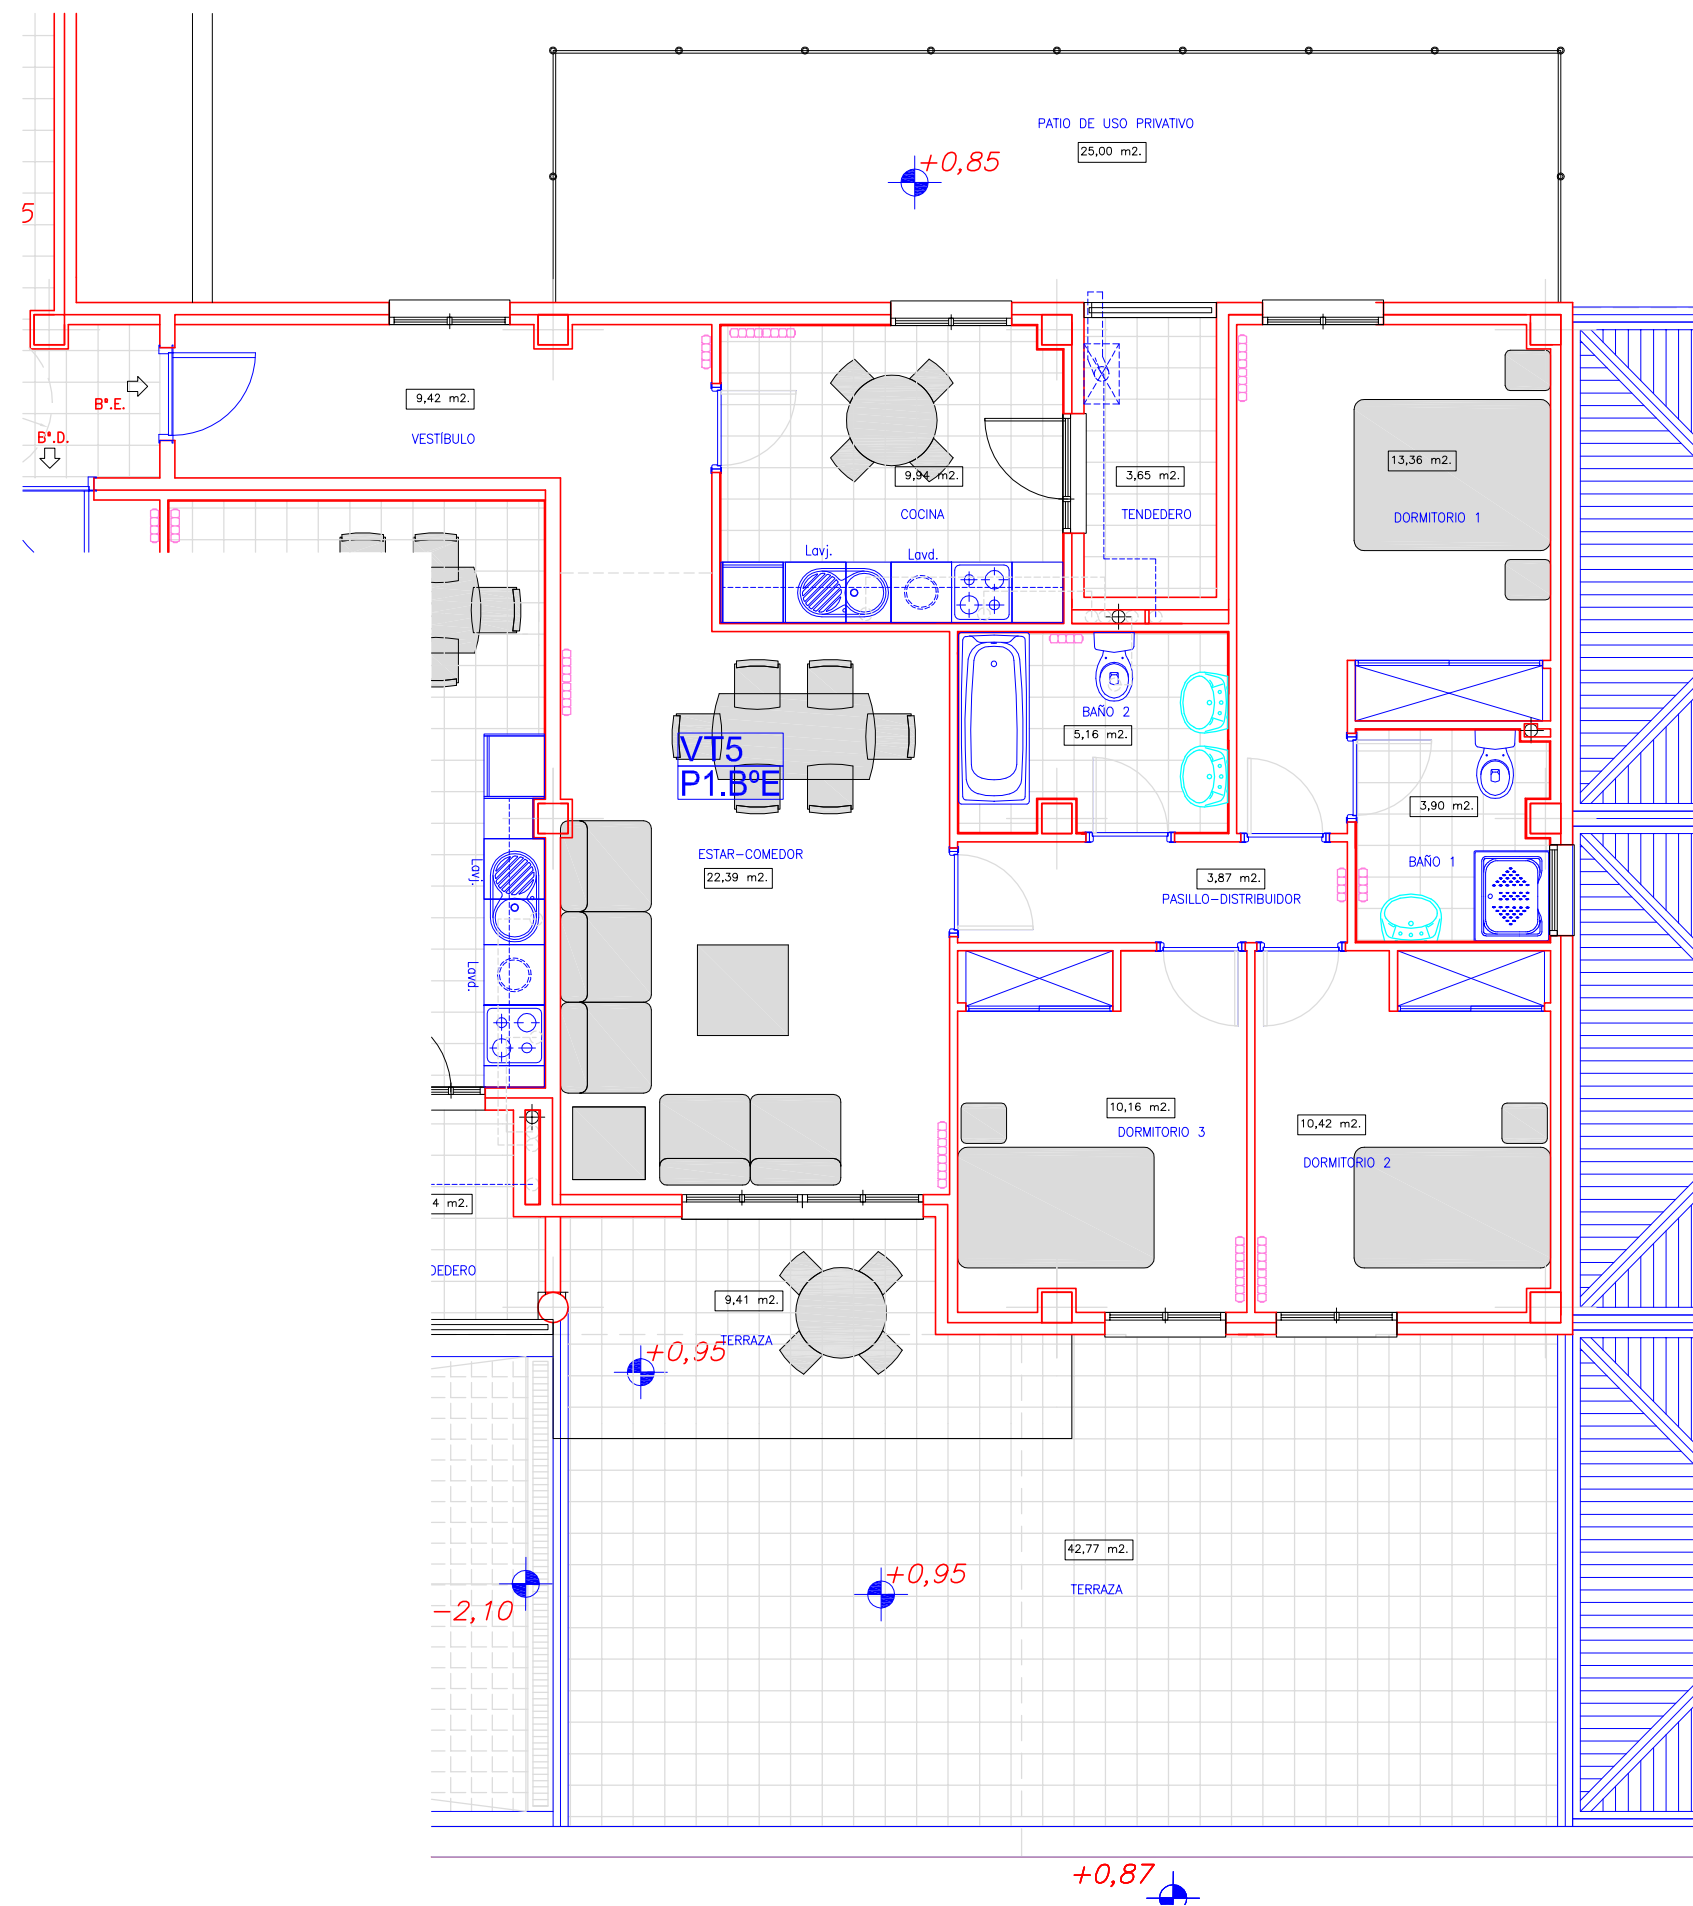 PATIO DE USO PRIVATIVO
25,00 m2.
+0,85
5
Bº.E.
Bº.D.
9,42 m2.
VESTÍBULO
9,94 m2.
COCINA
Lavj.
Lavd.
3,65 m2.
TENDEDERO
13,36 m2.
DORMITORIO 1
BAÑO 2
5,16 m2.
VT5
P1.BºE
3,90 m2.
BAÑO 1
ESTAR-COMEDOR
22,39 m2.
3,87 m2.
PASILLO-DISTRIBUIDOR
Lavj.
Lavd.
10,16 m2.
DORMITORIO 3
10,42 m2.
DORMITORIO 2
4 m2.
DEDERO
9,41 m2.
TERRAZA
+0,95
42,77 m2.
TERRAZA
+0,95
-2,10
+0,87